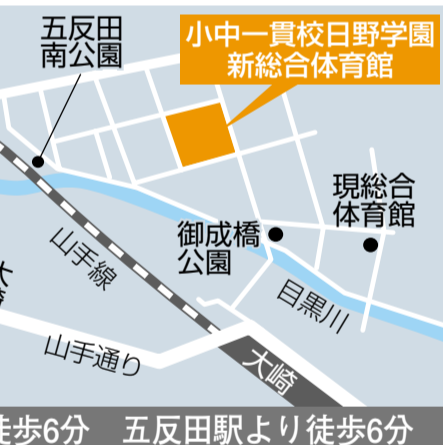 五反田
南公園
小中一貫校日野学園
新総合体育館
現総合
体育館
御成橋
公園
山手線
目黒川
山手通り
大崎
徒歩6分　五反田駅より徒歩6分